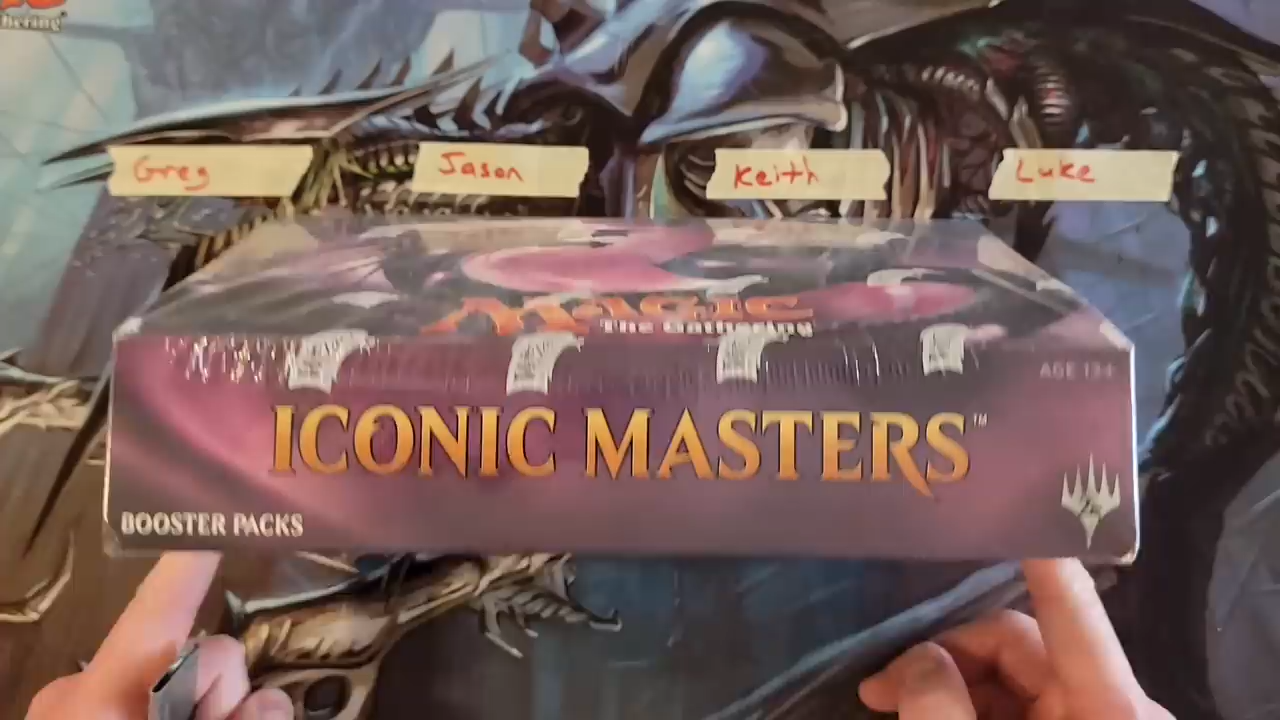 Greg
Jason
Keith
Luke
MAGIC
The Gathering
AGE 13+
ICONIC MASTERS™
BOOSTER PACKS